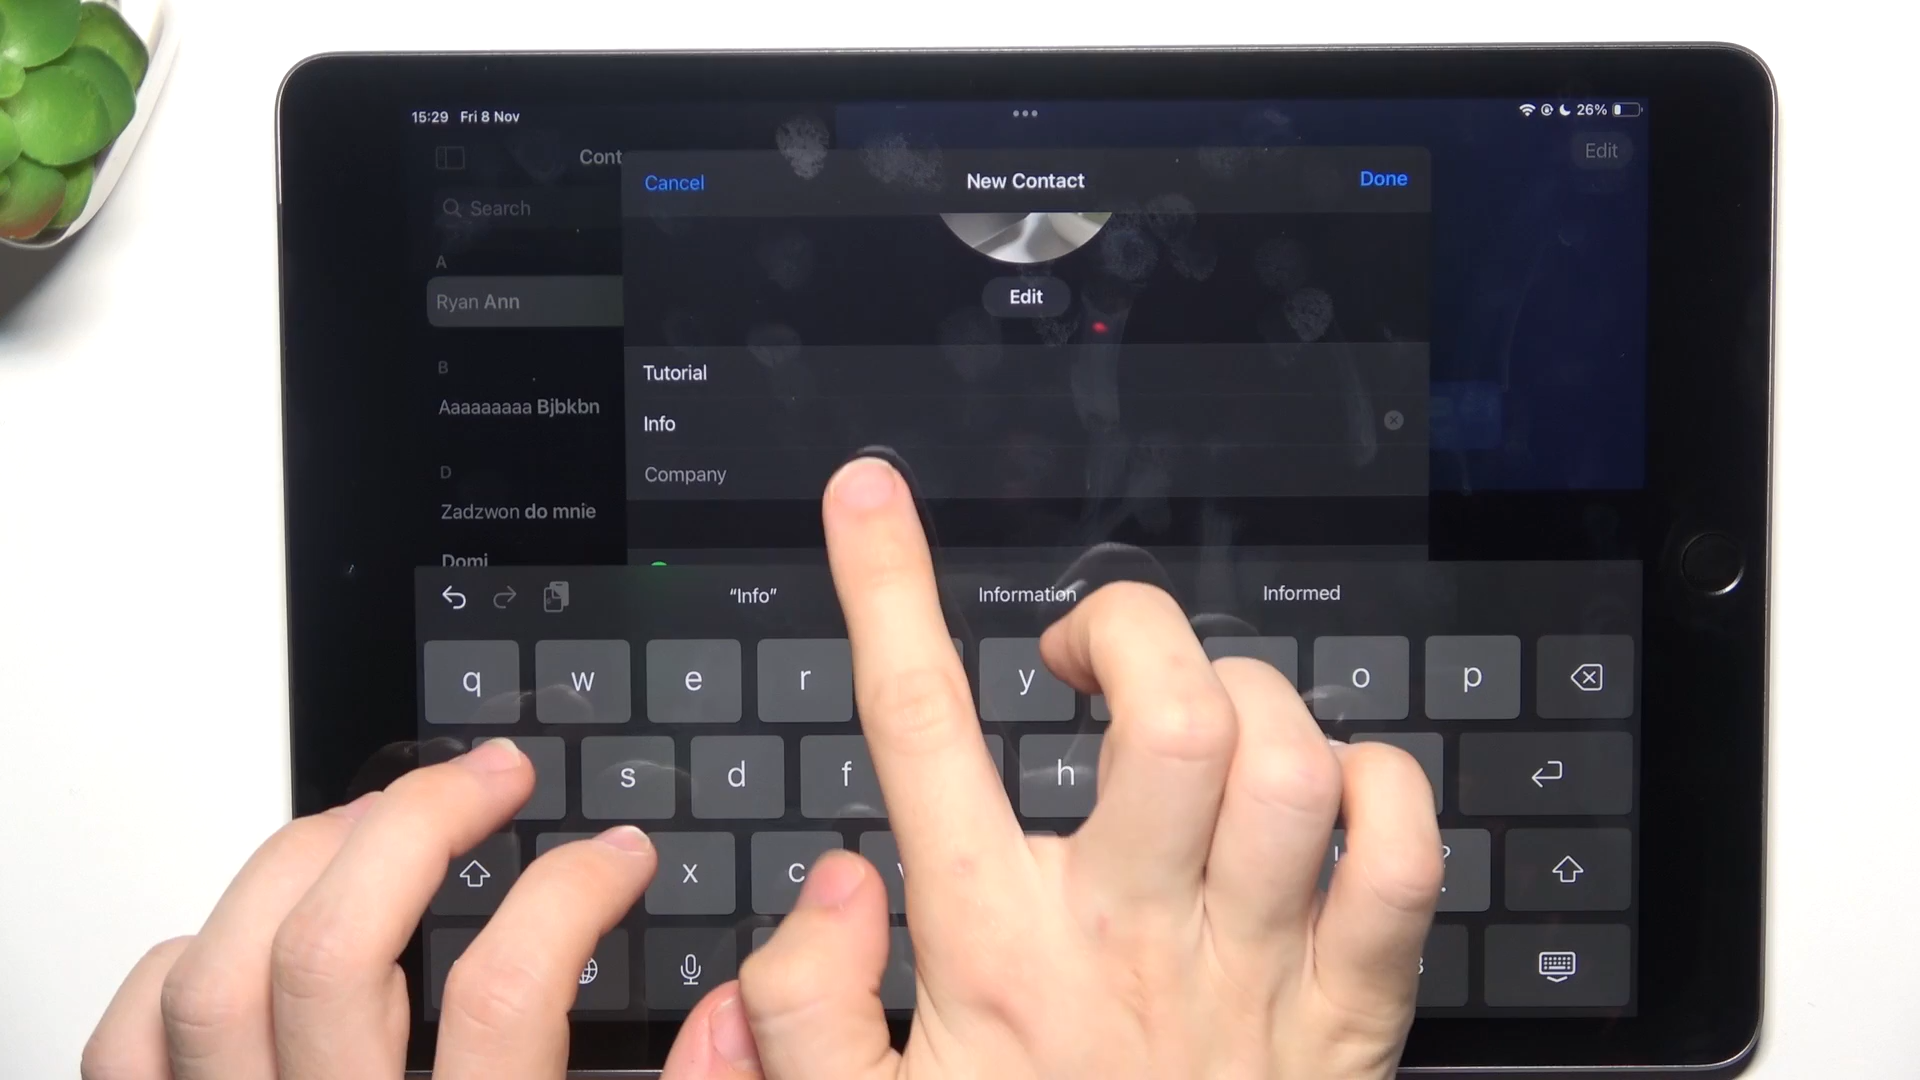 15:29 Fri 8 Nov
26%
Cont
Edit
Search
Cancel
New Contact
Done
A
Ryan Ann
Edit
B
Aaaaaaaaa Bjbkbn
Tutorial
Info
Company
D
Zadzwon do mnie
Domi
“Info”
Information
Informed
q w e r y o p
s d f h
x c ! ?
.